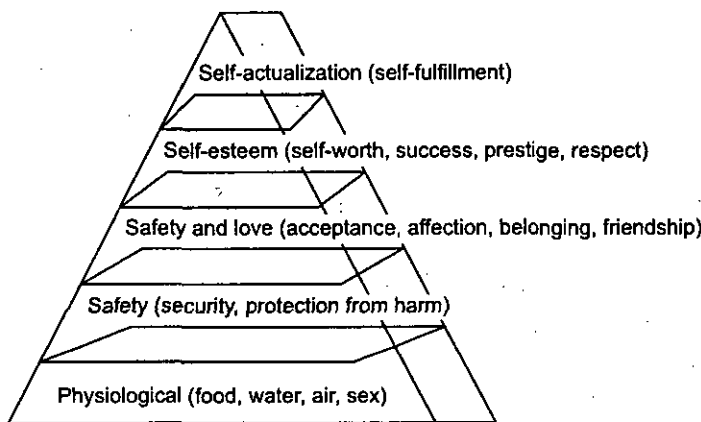 Self-actualization (self-fulfillment)
Self-esteem (self-worth, success, prestige, respect)
Safety and love (acceptance, affection, belonging, friendship)
Safety (security, protection from harm)
Physiological (food, water, air, sex)